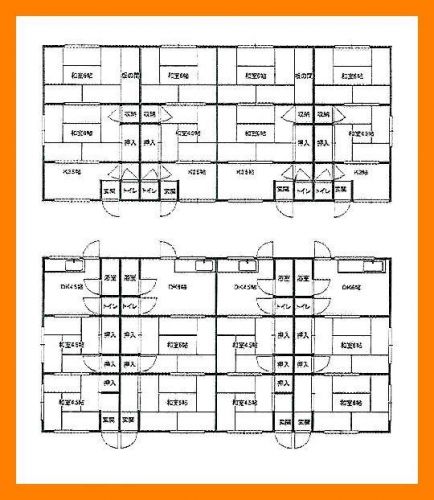 和室6帖 板の間 和室6帖 和室6帖 板の間 和室6帖
収納 収納 収納 収納
和室6帖 和室4.5帖 和室6帖 和室4.5帖
押入 押入 押入 押入
K2.5帖 K2.5帖 K2.5帖
玄関 トイレ トイレ 玄関 玄関 トイレ トイレ 玄関
浴室 浴室 浴室 浴室
DK4.5帖 DK6帖 DK4.5帖 DK6帖
トイレ トイレ トイレ トイレ
押入 押入 押入 押入
和室4.5帖 和室6帖 和室4.5帖 和室6帖
押入 押入 押入 押入
押入 押入
和室4.5帖 和室6帖 和室4.5帖 和室6帖
玄関 玄関 玄関 玄関